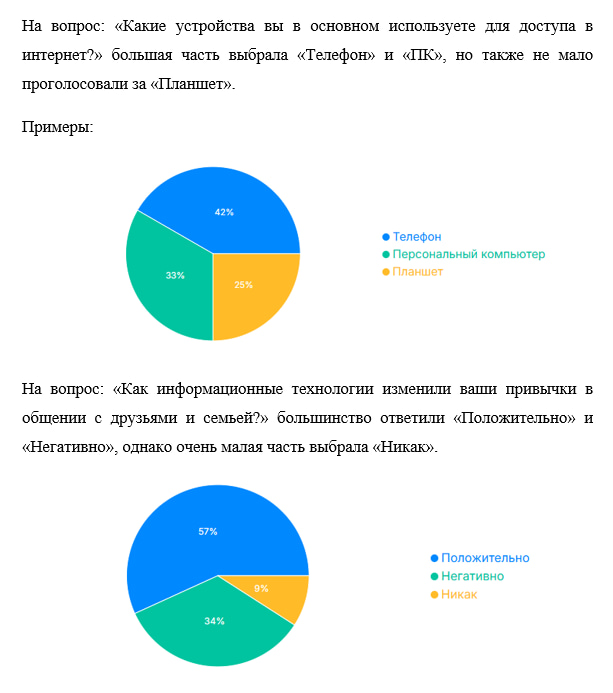 На вопрос: «Какие устройства вы в основном используете для доступа в
интернет?» большая часть выбрала «Телефон» и «ПК», но также не мало
проголосовали за «Планшет».
Примеры:
42%
33%
25%
Телефон
Персональный компьютер
Планшет
На вопрос: «Как информационные технологии изменили ваши привычки в
общении с друзьями и семьей?» большинство ответили «Положительно» и
«Негативно», однако очень малая часть выбрала «Никак».
57%
9%
34%
Положительно
Негативно
Никак